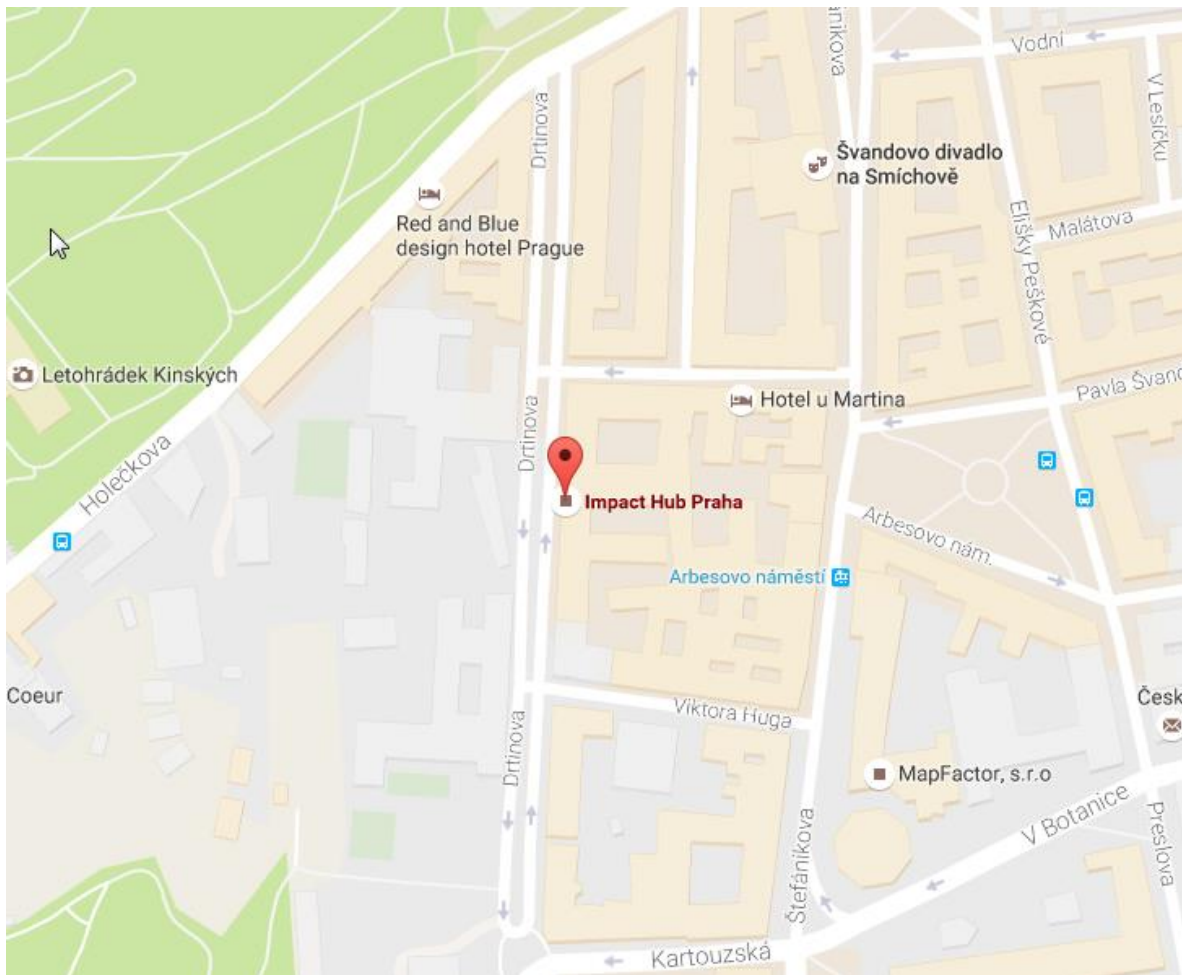 ánikova
Vodní
V Lesíčku
Drtinova
Švandovo divadlo
na Smíchově
Red and Blue
design hotel Prague
Elišky Peškové
Malátova
Letohrádek Kinských
Hotel u Martina
Pavla Švand
Holečkova
Drtinova
Impact Hub Praha
Arbesovo nám.
Arbesovo náměstí
Coeur
Viktora Huga
Česk
Drtinova
MapFactor, s.r.o
V Botanice
Preslova
Štefánikova
Kartouzská